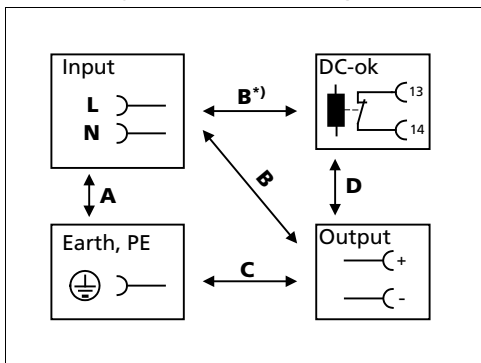 Input
L
N
DC-ok
13
14
B*)
A
B
D
Earth, PE
C
Output
+
-